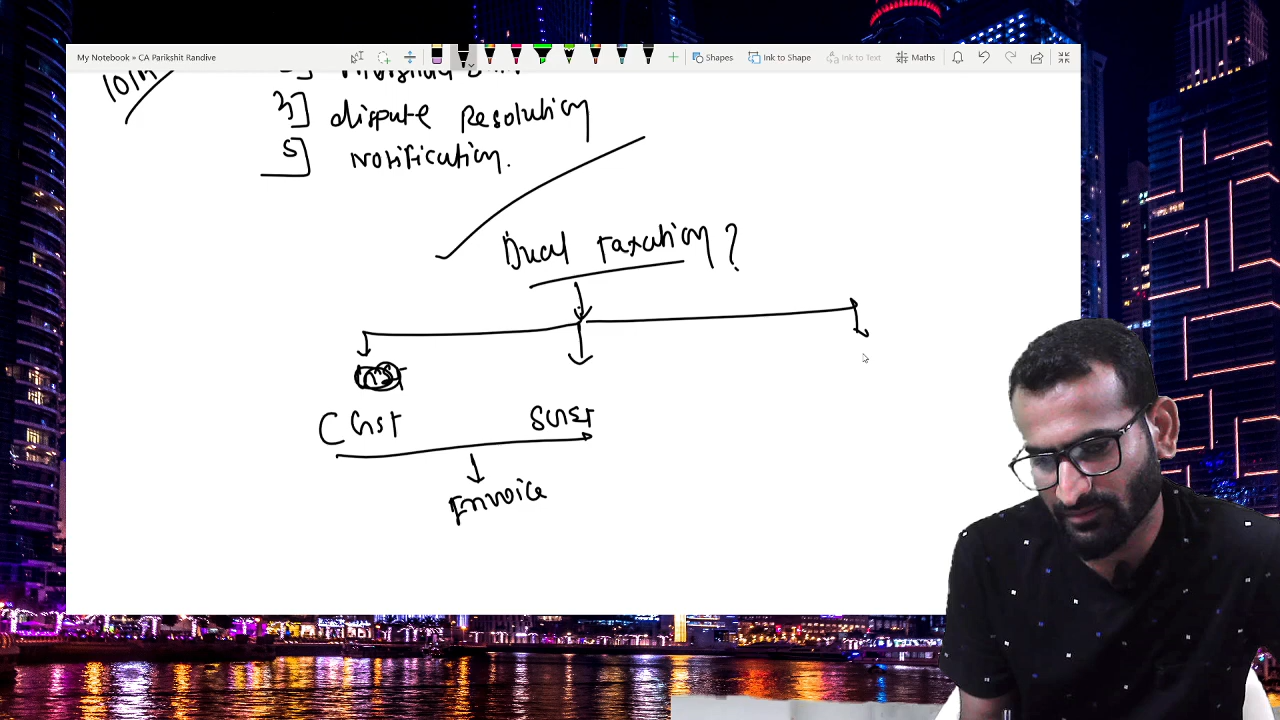 My Notebook » CA Parikshit Randive
Shapes Ink to Shape Ink to Text Maths
3] dispute Resolution
5] Notification.
Dual Taxation?
CGST SGST
Invoice